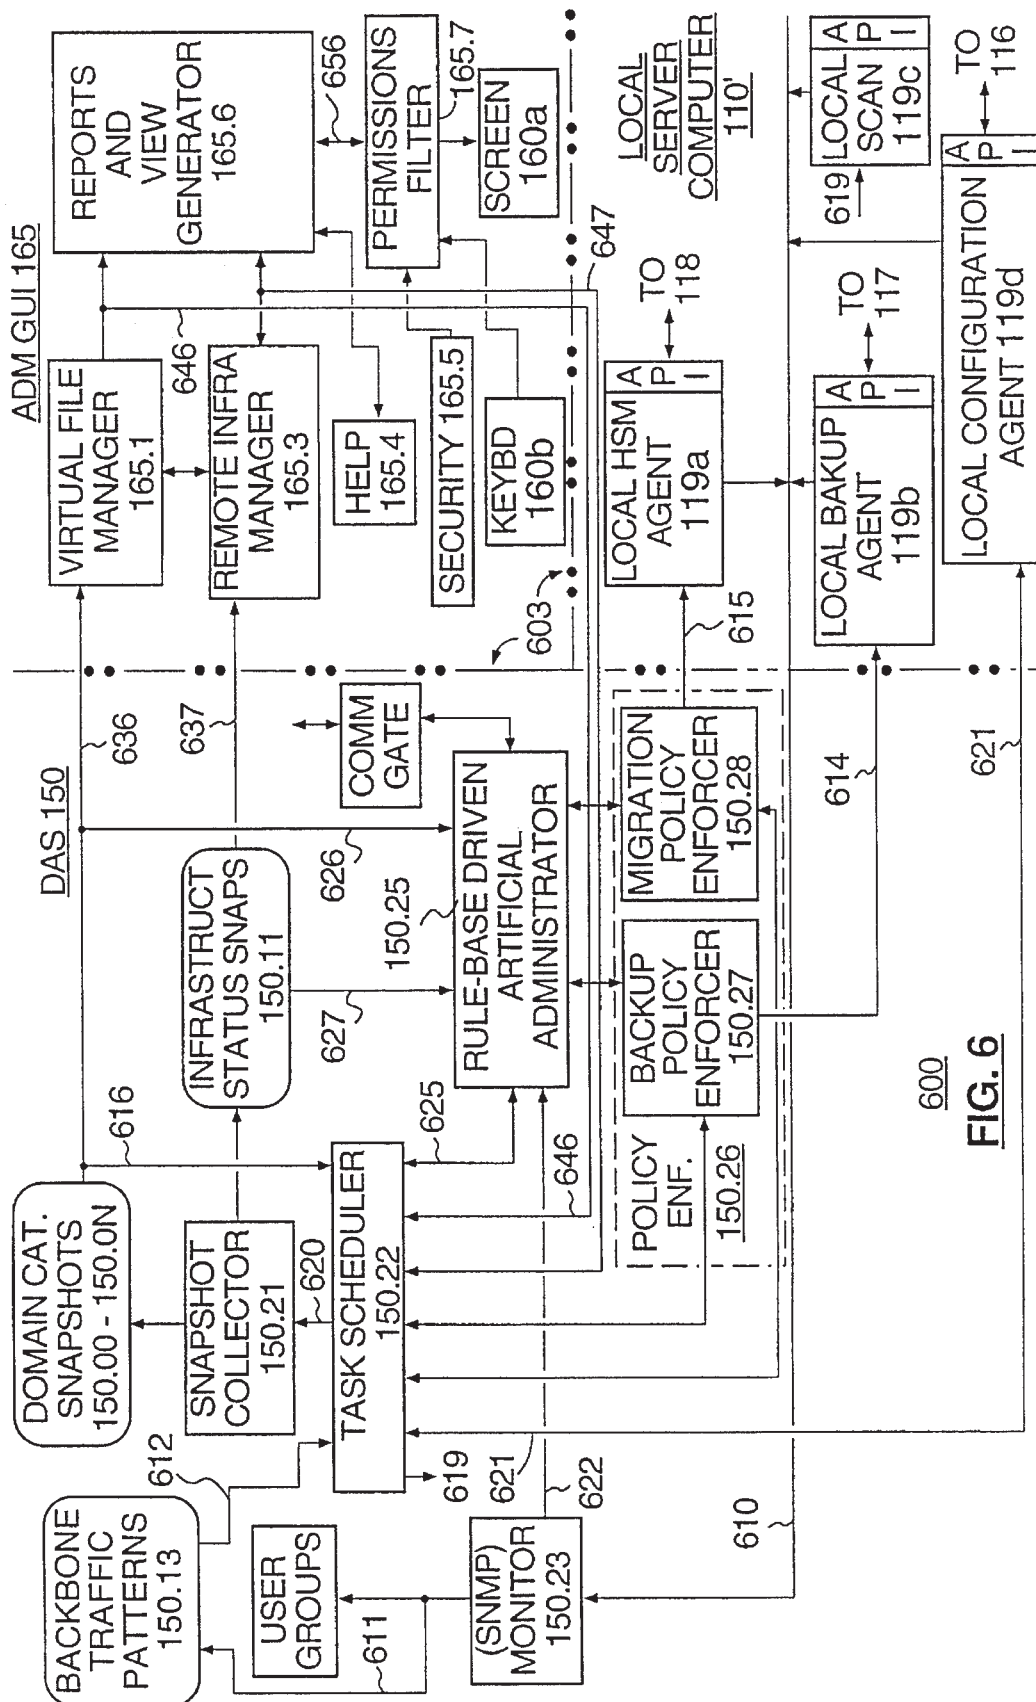 BACKBONE
TRAFFIC
PATTERNS
150.13
612
USER
GROUPS
611
(SNMP)
MONITOR
150.23
610
DOMAIN CAT.
SNAPSHOTS
150.00 - 150.0N
616
SNAPSHOT
COLLECTOR
150.21
620
TASK SCHEDULER
150.22
619
621
622
625
646
DAS 150
636
INFRASTRUCT
STATUS SNAPS
150.11
637
626
627
COMM
GATE
150.25
RULE-BASE DRIVEN
ARTIFICIAL
ADMINISTRATOR
POLICY
ENF.
150.26
BACKUP
POLICY
ENFORCER
150.27
MIGRATION
POLICY
ENFORCER
150.28
614
621
615
603
ADM GUI 165
VIRTUAL FILE
MANAGER
165.1
646
REMOTE INFRA
MANAGER
165.3
HELP
165.4
SECURITY 165.5
KEYBD
160b
REPORTS
AND
VIEW
GENERATOR
165.6
656
PERMISSIONS
FILTER
165.7
SCREEN
160a
647
LOCAL
SERVER
COMPUTER
110'
LOCAL HSM
AGENT
119a
A
P
I
TO
118
LOCAL BAKUP
AGENT
119b
A
P
I
TO
117
619
LOCAL
SCAN
119c
A
P
I
LOCAL CONFIGURATION
AGENT 119d
A
P
I
TO
116
600
FIG. 6